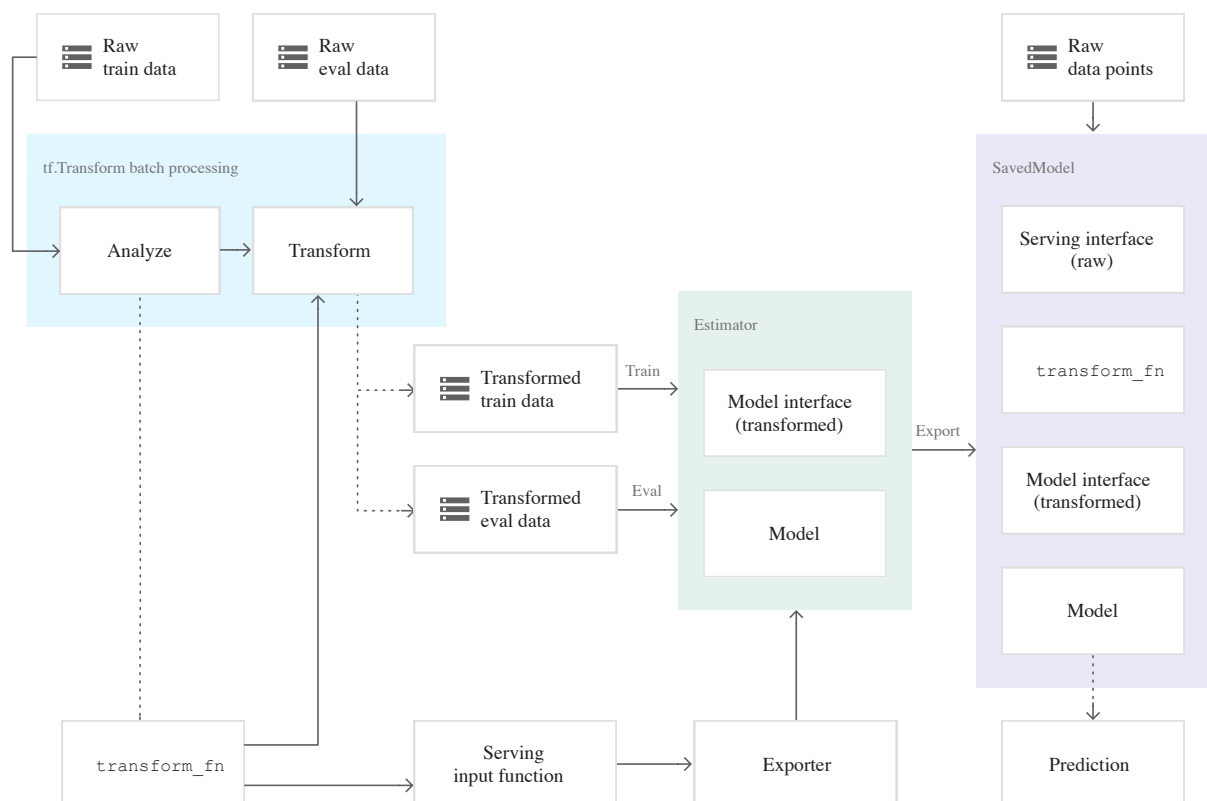 Raw
train data
Raw
eval data
Raw
data points
tf.Transform batch processing
SavedModel
Analyze
Transform
Serving interface
(raw)
Estimator
Transformed
train data
Train
Model interface
(transformed)
transform_fn
Export
Transformed
eval data
Eval
Model
Model interface
(transformed)
Model
transform_fn
Serving
input function
Exporter
Prediction